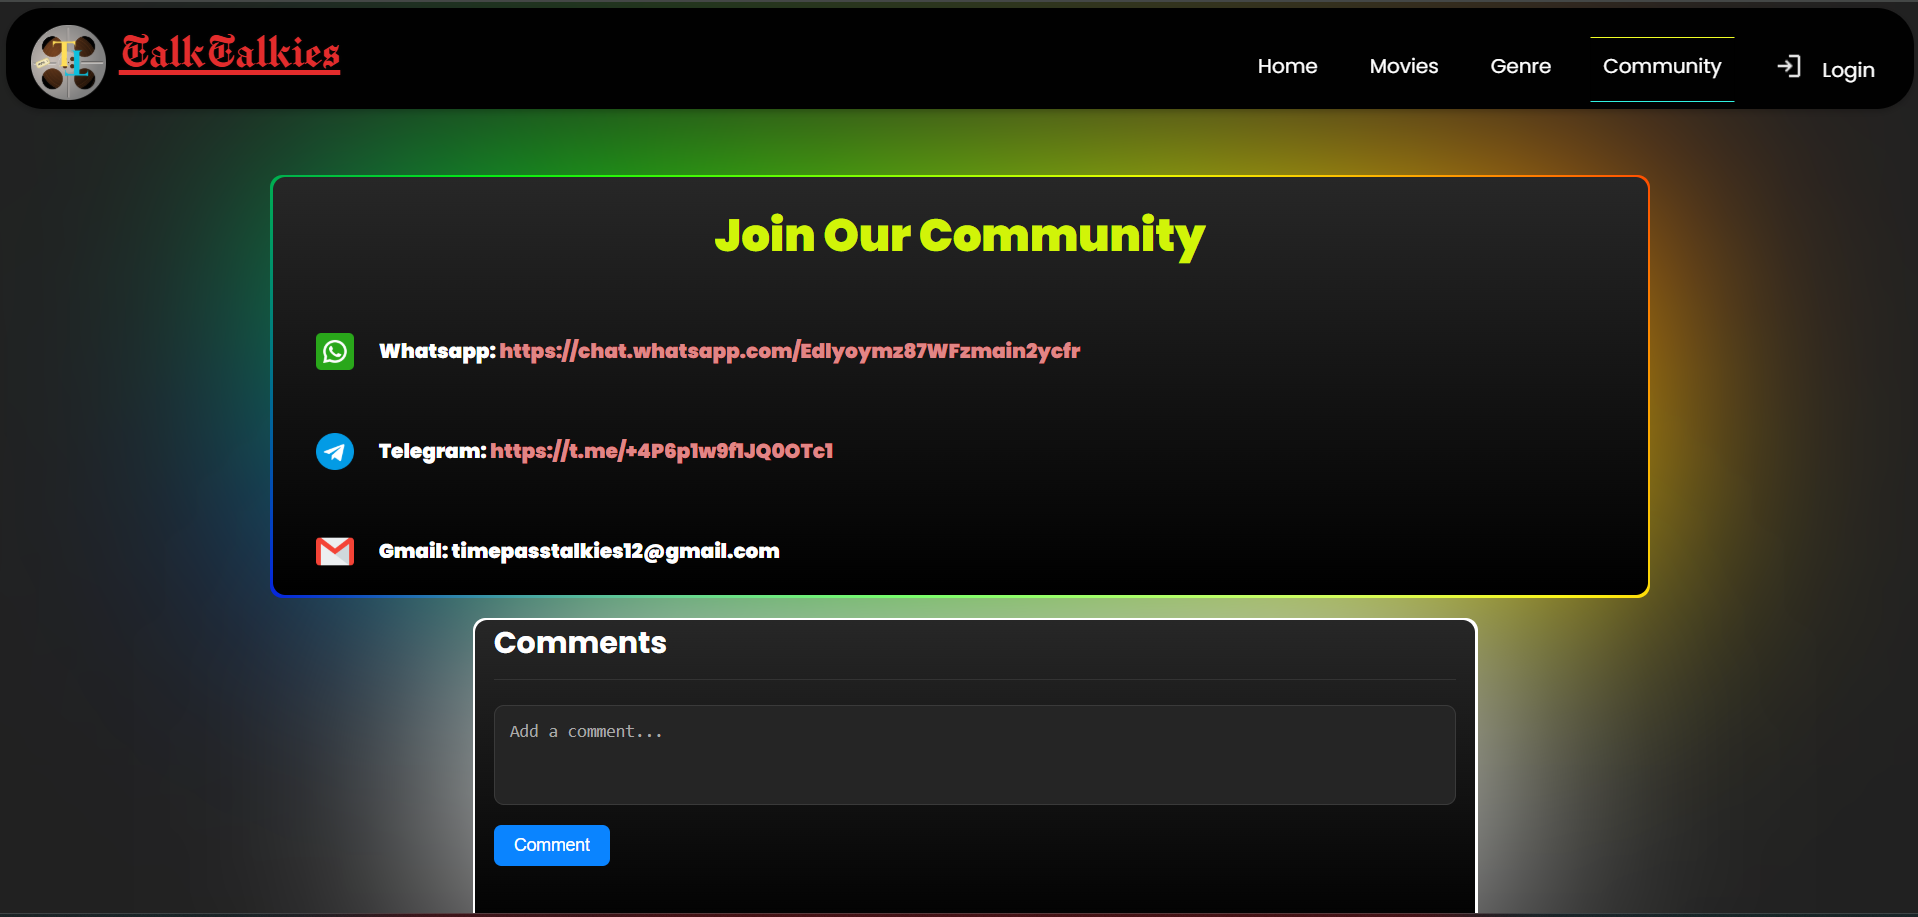 TL
TalkTalkies
Home
Movies
Genre
Community
Login
Join Our Community
Whatsapp: https://chat.whatsapp.com/Edlyoymz87WFzmain2ycfr
Telegram: https://t.me/+4P6p1w9f1JQ0OTc1
Gmail: timepasstalkies12@gmail.com
Comments
Add a comment...
Comment